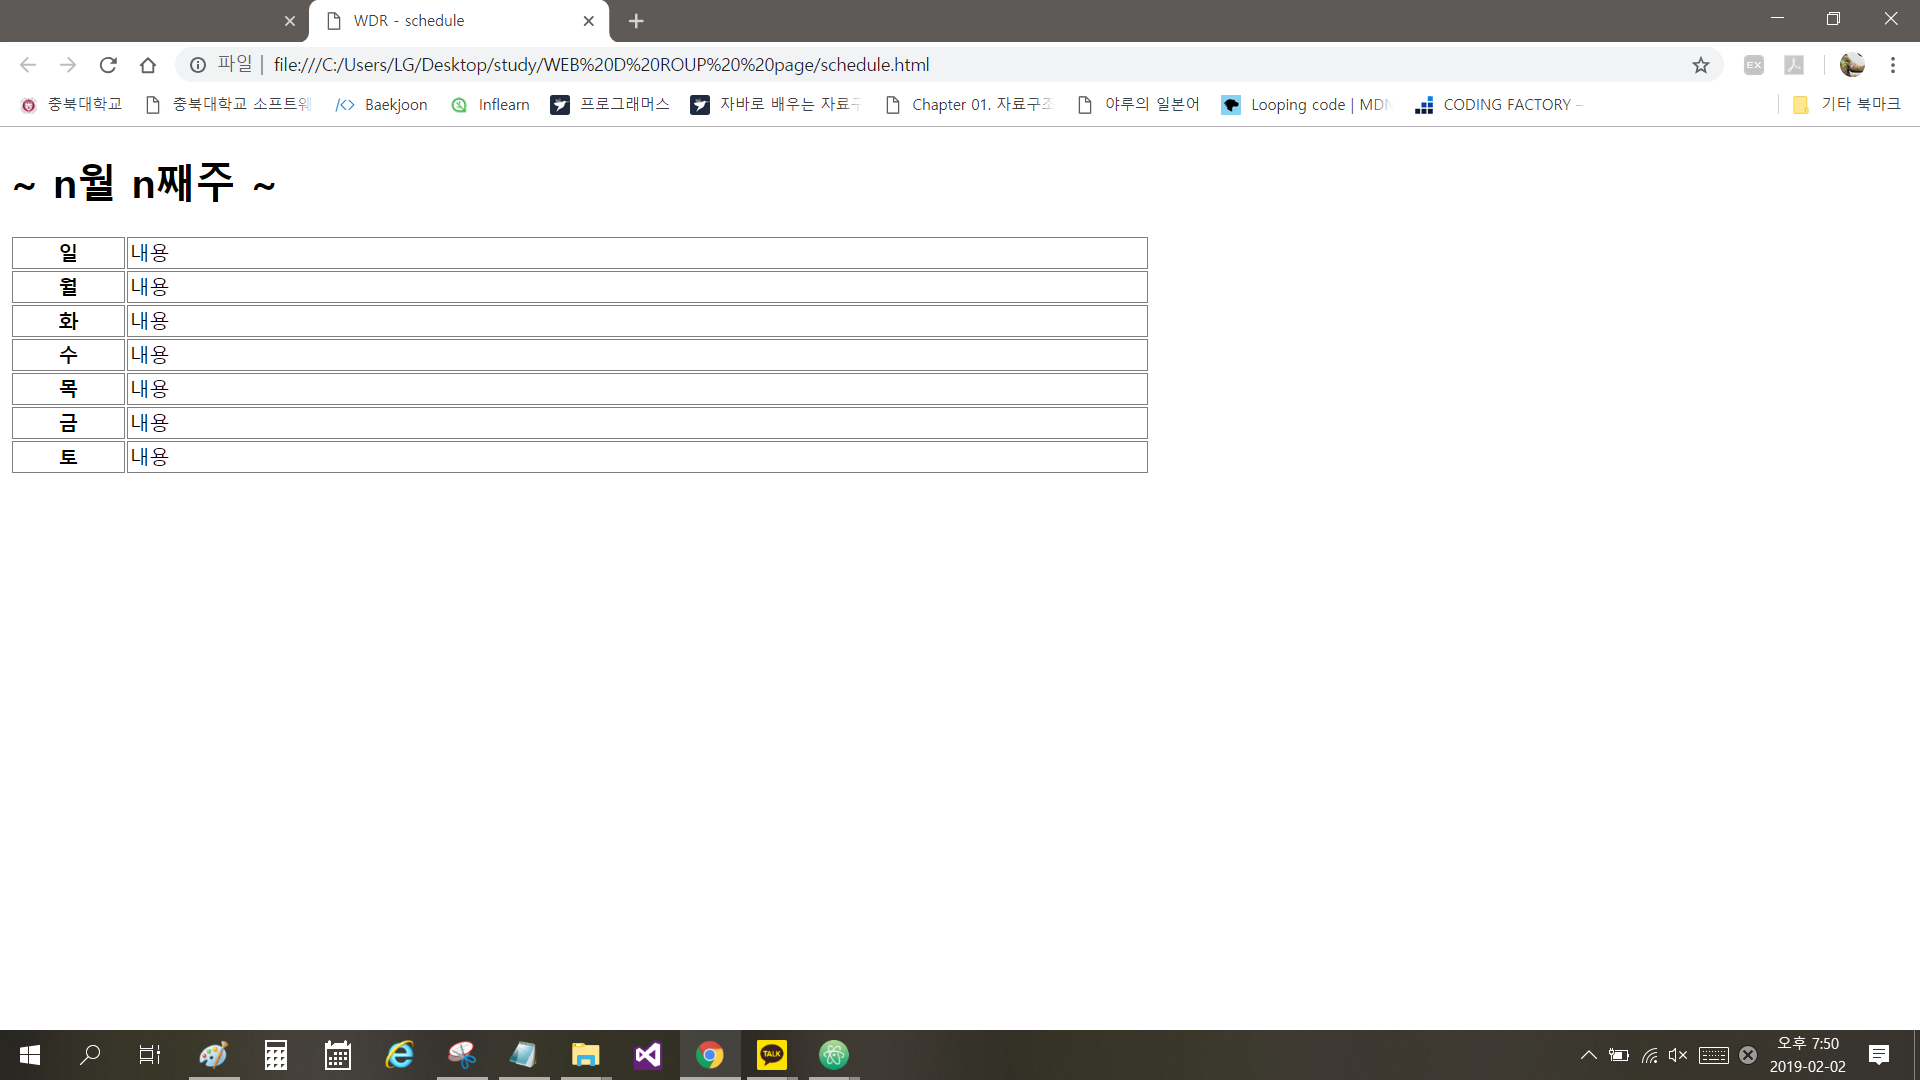 WDR - schedule
파일 | file:///C:/Users/LG/Desktop/study/WEB%20D%20ROUP%20%20page/schedule.html
EX
충북대학교 충북대학교 소프트웨 Baekjoon Inflearn 프로그래머스 자바로 배우는 자료구 Chapter 01. 자료구조 야루의 일본어 Looping code | MDN CODING FACTORY – 기타 북마크
~ n월 n째주 ~
일 내용
월 내용
화 내용
수 내용
목 내용
금 내용
토 내용
TALK
오후 7:50
2019-02-02